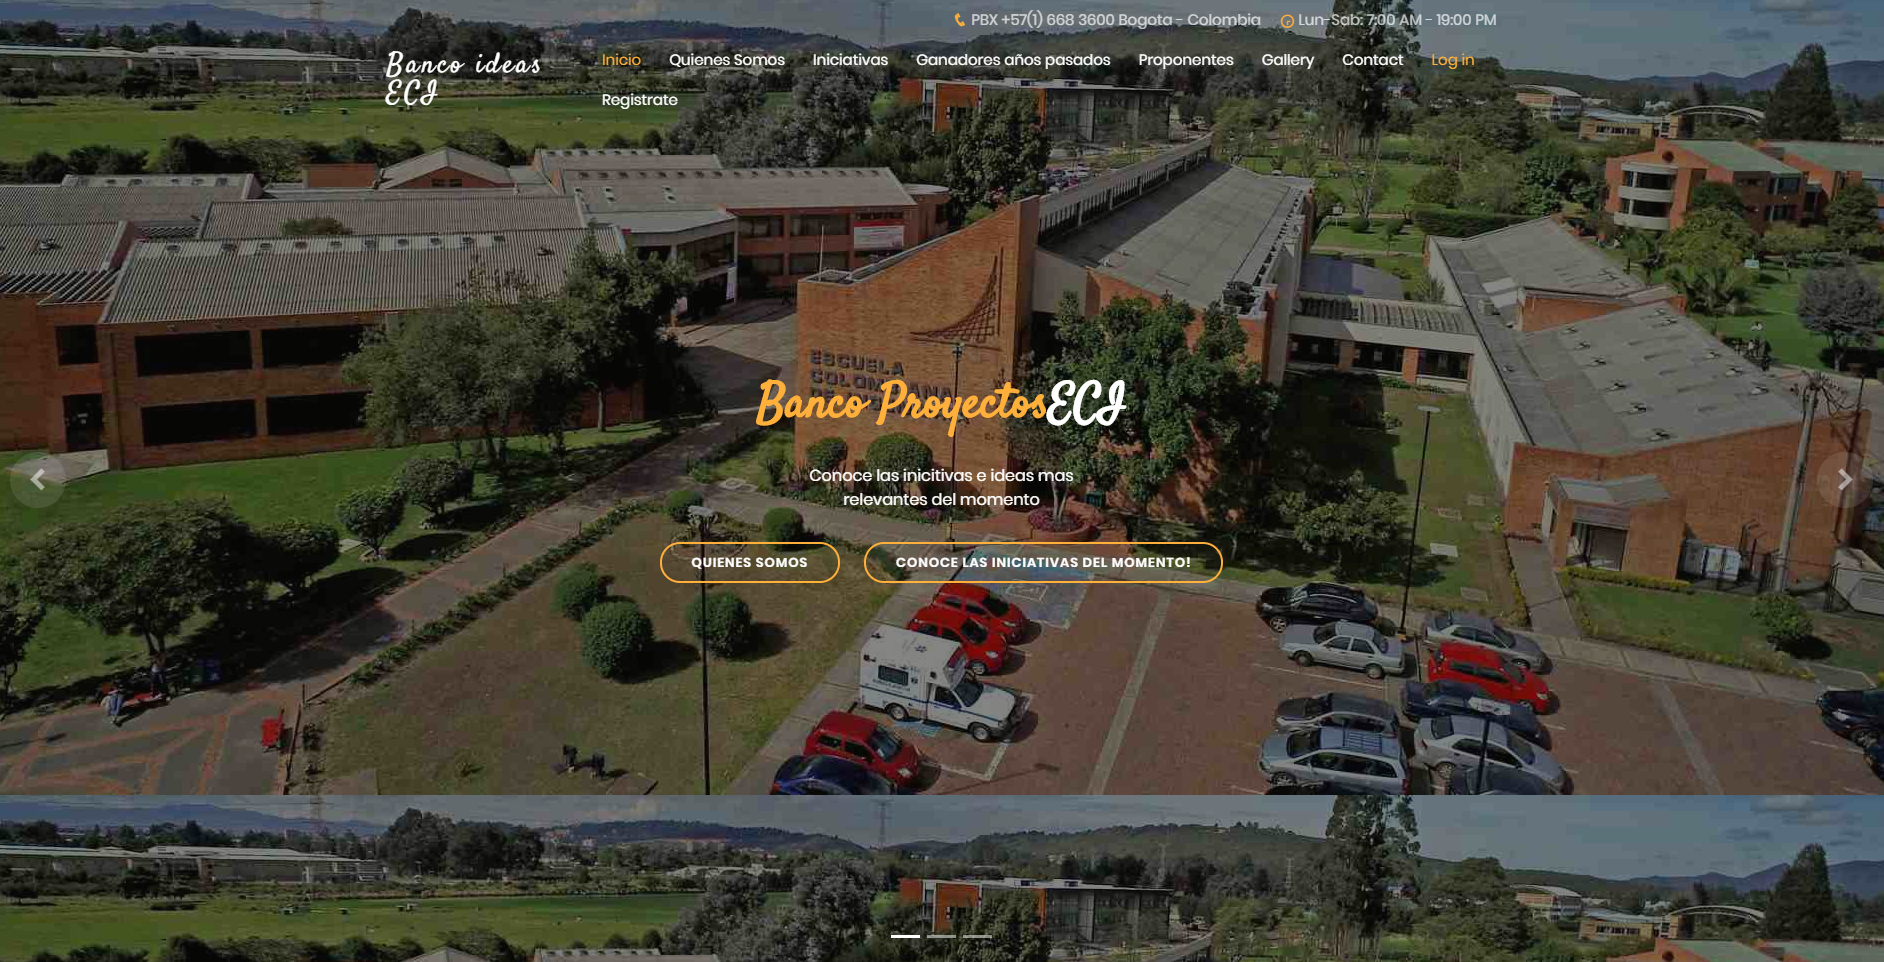 PBX +57(1) 668 3600 Bogota - Colombia Lun-Sab: 7:00 AM - 19:00 PM
Banco ideas
ECI
Inicio Quienes Somos Iniciativas Ganadores años pasados Proponentes Gallery Contact Log in
Registrate
ESCUELA
COLOMBIANA
Banco ProyectosECI
Conoce las inicitivas e ideas mas
relevantes del momento
QUIENES SOMOS CONOCE LAS INICIATIVAS DEL MOMENTO!